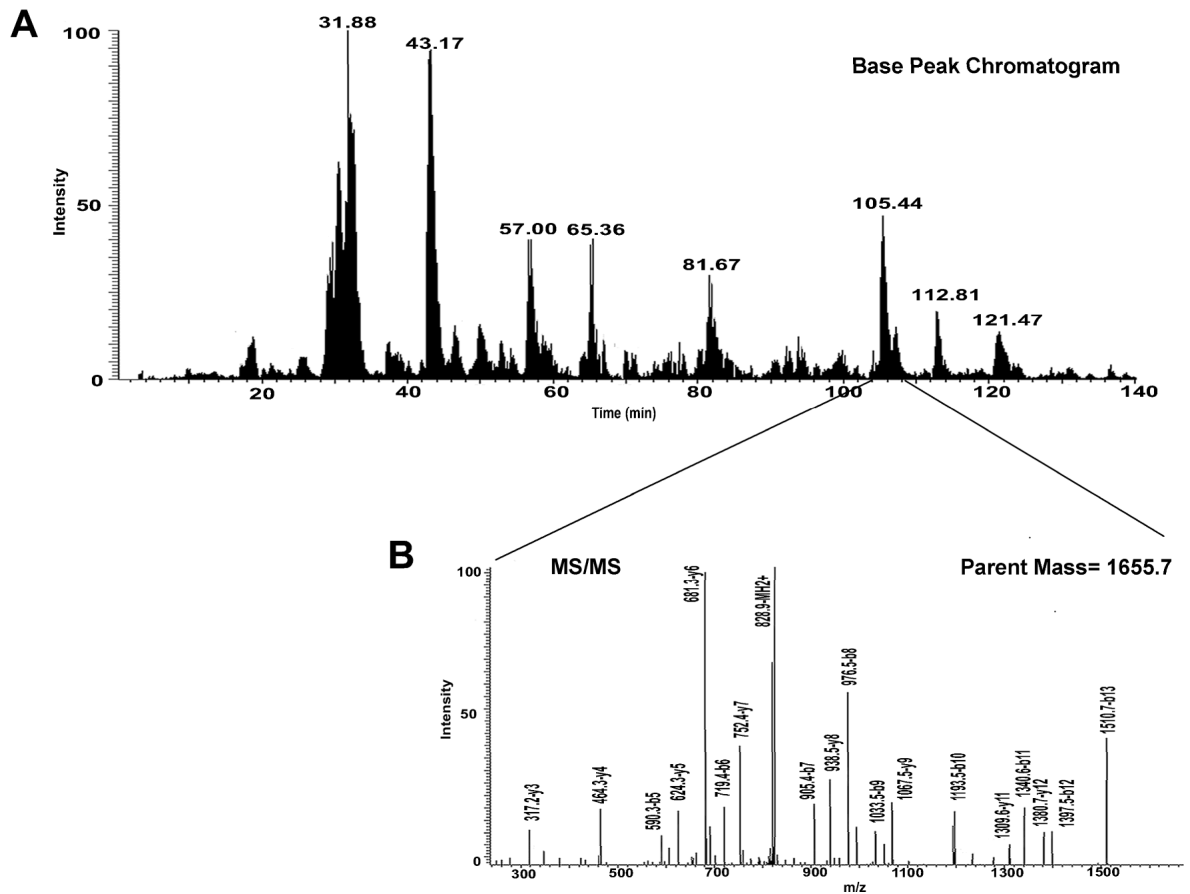 A
Base Peak Chromatogram
31.88
43.17
57.00
65.36
81.67
105.44
112.81
121.47
100
50
0
Intensity
20
40
60
80
100
120
140
Time (min)
B
MS/MS
Parent Mass= 1655.7
100
50
0
Intensity
317.2-y3
464.3-y4
590.3-b5
624.3-y5
681.3-y6
719.4-b6
752.4-y7
828.9-MH2+
905.4-b7
938.5-y8
976.5-b8
1033.5-b9
1067.5-y9
1193.5-b10
1309.6-y11
1340.6-b11
1380.7-y12
1397.5-b12
1510.7-b13
300
500
700
900
1100
1300
1500
m/z